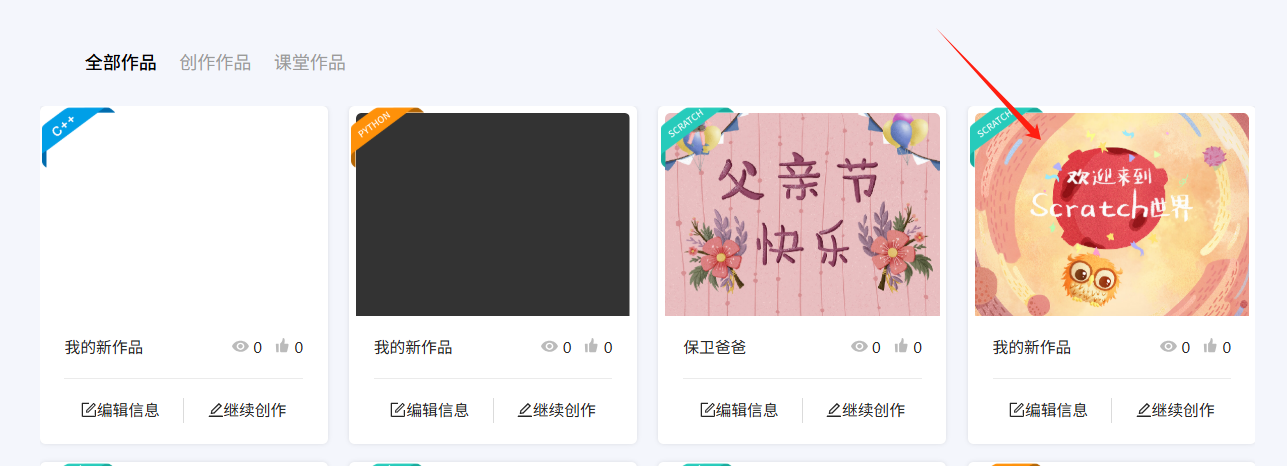 全部作品 创作作品 课堂作品
C++
PYTHON
SCRATCH
SCRATCH
父亲节
快乐
欢迎来到
Scratch世界
我的新作品 0 0
我的新作品 0 0
保卫爸爸 0 0
我的新作品 0 0
编辑信息 继续创作
编辑信息 继续创作
编辑信息 继续创作
编辑信息 继续创作